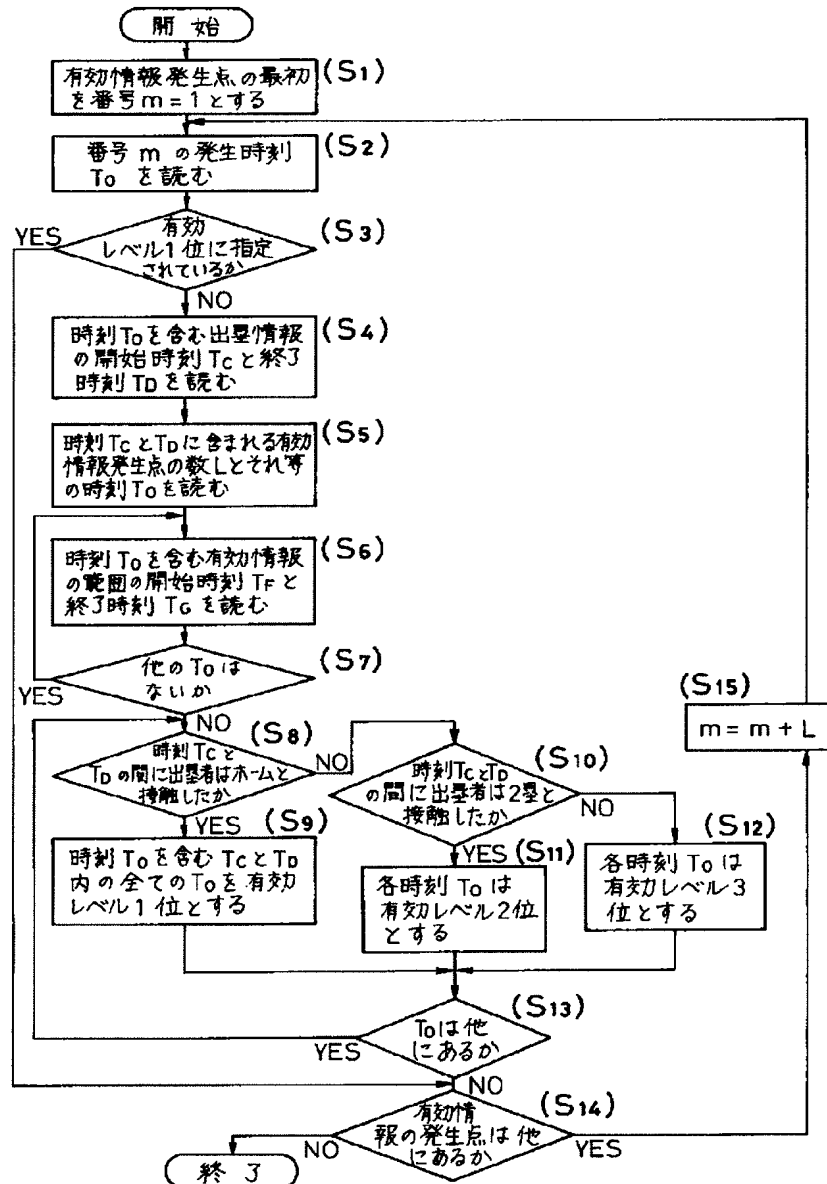 開始
有効情報発生点の最初
を番号m=1とする
(S1)
番号 m の発生時刻
To を読む
(S2)
有効
レベル1位に指定
されているか
(S3)
YES
NO
時刻Toを含む出塁情報
の開始時刻Tcと終了
時刻TDを読む
(S4)
時刻TcとTDに含まれる有効
情報発生点の数Lとそれ等
の時刻Toを読む
(S5)
時刻Toを含む有効情報
の範囲の開始時刻TFと
終了時刻TGを読む
(S6)
他のToは
ないか
(S7)
YES
NO
時刻Tcと
TDの間に出塁者はホームと
接触したか
(S8)
NO
YES
時刻Toを含むTcとTD
内の全てのToを有効
レベル1位とする
(S9)
時刻TcとTD
の間に出塁者は2塁と
接触したか
(S10)
NO
YES
各時刻Toは
有効レベル2位
とする
(S11)
各時刻Toは
有効レベル3
位とする
(S12)
Toは他
にあるか
(S13)
YES
NO
有効情
報の発生点は他
にあるか
(S14)
NO
YES
(S15)
m=m+L
終了